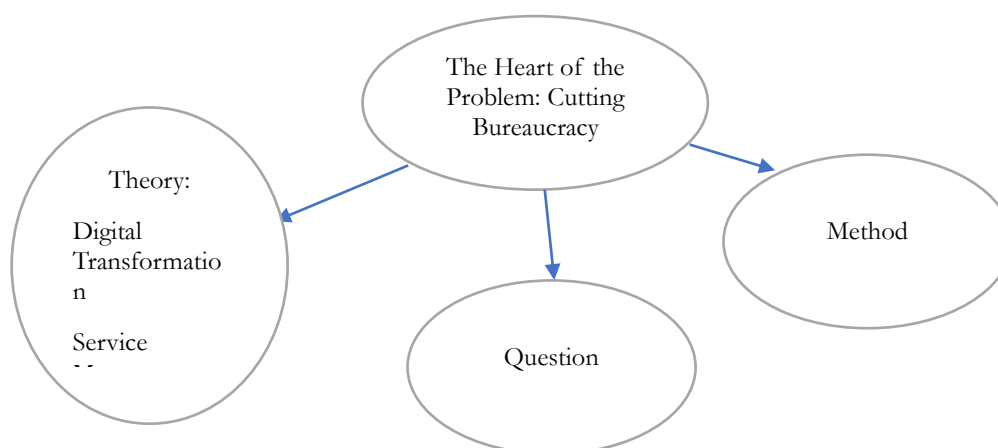 The Heart of the
Problem: Cutting
Bureaucracy
Theory:
Digital
Transformatio
n
Service
Method
Question